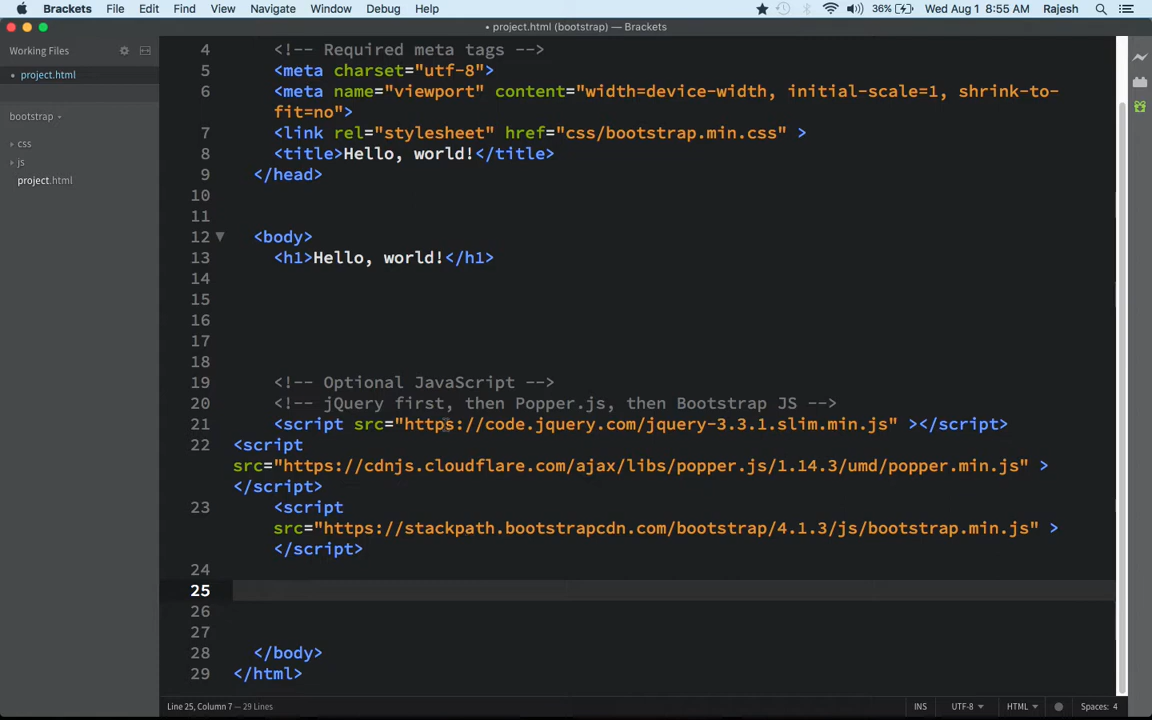 Brackets File Edit Find View Navigate Window Debug Help 36% Wed Aug 1 8:55 AM Rajesh
• project.html (bootstrap) — Brackets
Working Files
• project.html
bootstrap
css
js
project.html
4 <!-- Required meta tags -->
5 <meta charset="utf-8">
6 <meta name="viewport" content="width=device-width, initial-scale=1, shrink-to-
fit=no">
7 <link rel="stylesheet" href="css/bootstrap.min.css" >
8 <title>Hello, world!</title>
9 </head>
10
11
12 <body>
13 <h1>Hello, world!</h1>
14
15
16
17
18
19 <!-- Optional JavaScript -->
20 <!-- jQuery first, then Popper.js, then Bootstrap JS -->
21 <script src="https://code.jquery.com/jquery-3.3.1.slim.min.js" ></script>
22 <script
src="https://cdnjs.cloudflare.com/ajax/libs/popper.js/1.14.3/umd/popper.min.js" >
</script>
23 <script
src="https://stackpath.bootstrapcdn.com/bootstrap/4.1.3/js/bootstrap.min.js" >
</script>
24
25
26
27
28 </body>
29 </html>
Line 25, Column 7 — 29 Lines INS UTF-8 HTML Spaces: 4